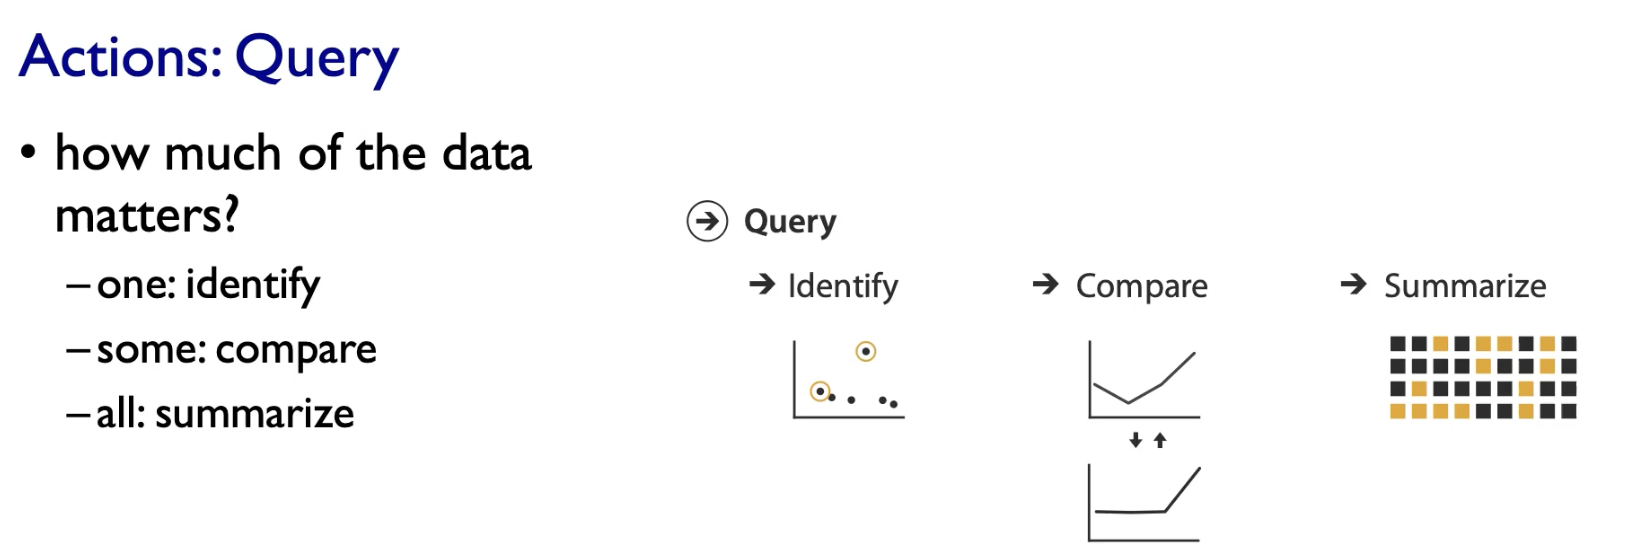 Actions: Query
• how much of the data
matters?
– one: identify
– some: compare
– all: summarize
➔ Query
➔ Identify
➔ Compare
➔ Summarize